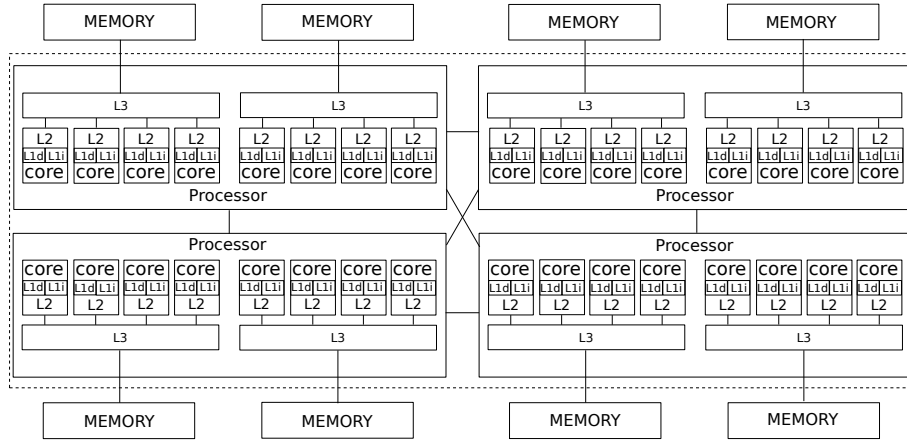 MEMORY MEMORY MEMORY MEMORY
L3 L3 L3 L3
L2 L2 L2 L2 L2 L2 L2 L2 L2 L2 L2 L2 L2 L2 L2 L2
L1d L1i L1d L1i L1d L1i L1d L1i L1d L1i L1d L1i L1d L1i L1d L1i L1d L1i L1d L1i L1d L1i L1d L1i L1d L1i L1d L1i L1d L1i L1d L1i
core core core core core core core core core core core core core core core core
Processor Processor
Processor Processor
core core core core core core core core core core core core core core core core
L1d L1i L1d L1i L1d L1i L1d L1i L1d L1i L1d L1i L1d L1i L1d L1i L1d L1i L1d L1i L1d L1i L1d L1i L1d L1i L1d L1i L1d L1i L1d L1i
L2 L2 L2 L2 L2 L2 L2 L2 L2 L2 L2 L2 L2 L2 L2 L2
L3 L3 L3 L3
MEMORY MEMORY MEMORY MEMORY